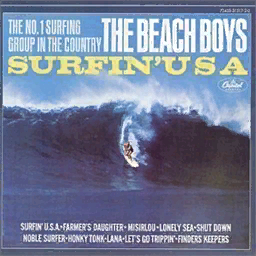 THE NO.1 SURFING
GROUP IN THE COUNTRY
THE BEACH BOYS
SURFIN' USA
Capitol
SURFIN' U.S.A.•FARMER'S DAUGHTER•MISIRLOU•LONELY SEA•SHUT DOWN
NOBLE SURFER•HONKY TONK•LANA•LET'S GO TRIPPIN'•FINDERS KEEPERS